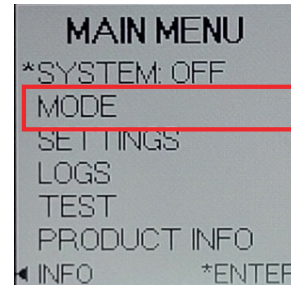 MAIN MENU
*SYSTEM: OFF
MODE
SETTINGS
LOGS
TEST
PRODUCT INFO
◄ INFO *ENTER